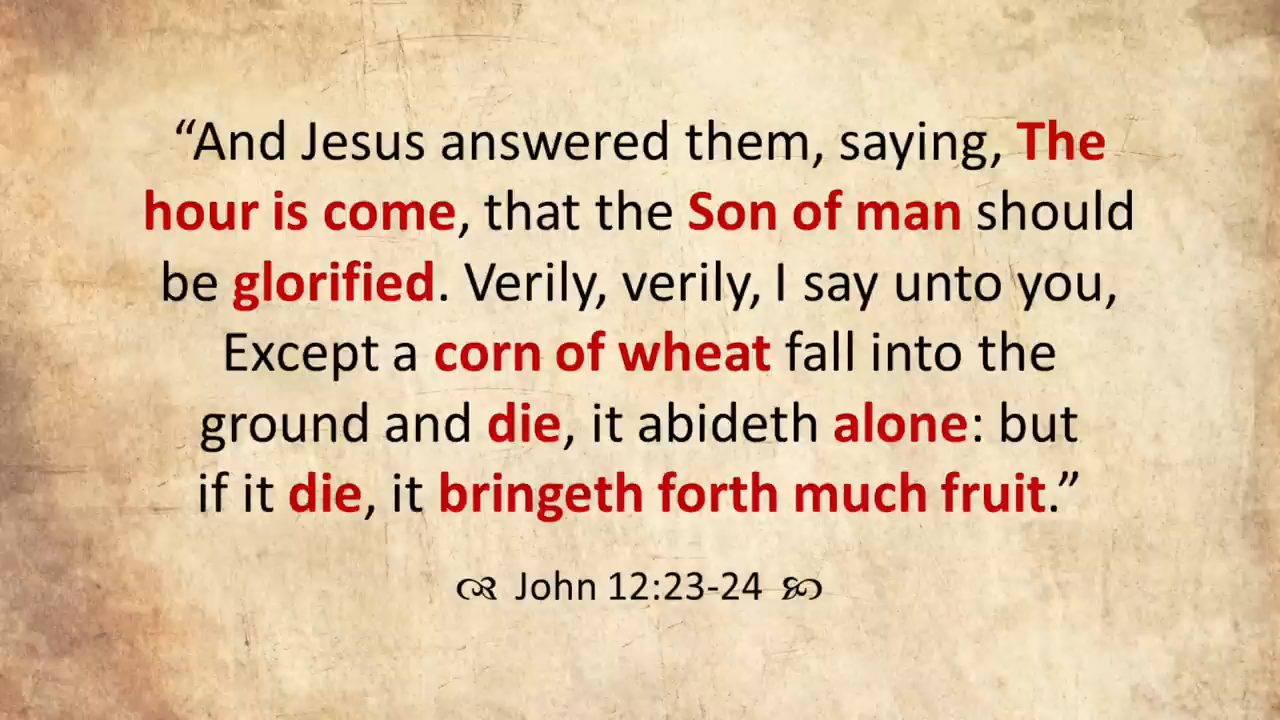 “And Jesus answered them, saying, The
hour is come, that the Son of man should
be glorified. Verily, verily, I say unto you,
Except a corn of wheat fall into the
ground and die, it abideth alone: but
if it die, it bringeth forth much fruit.”
John 12:23-24